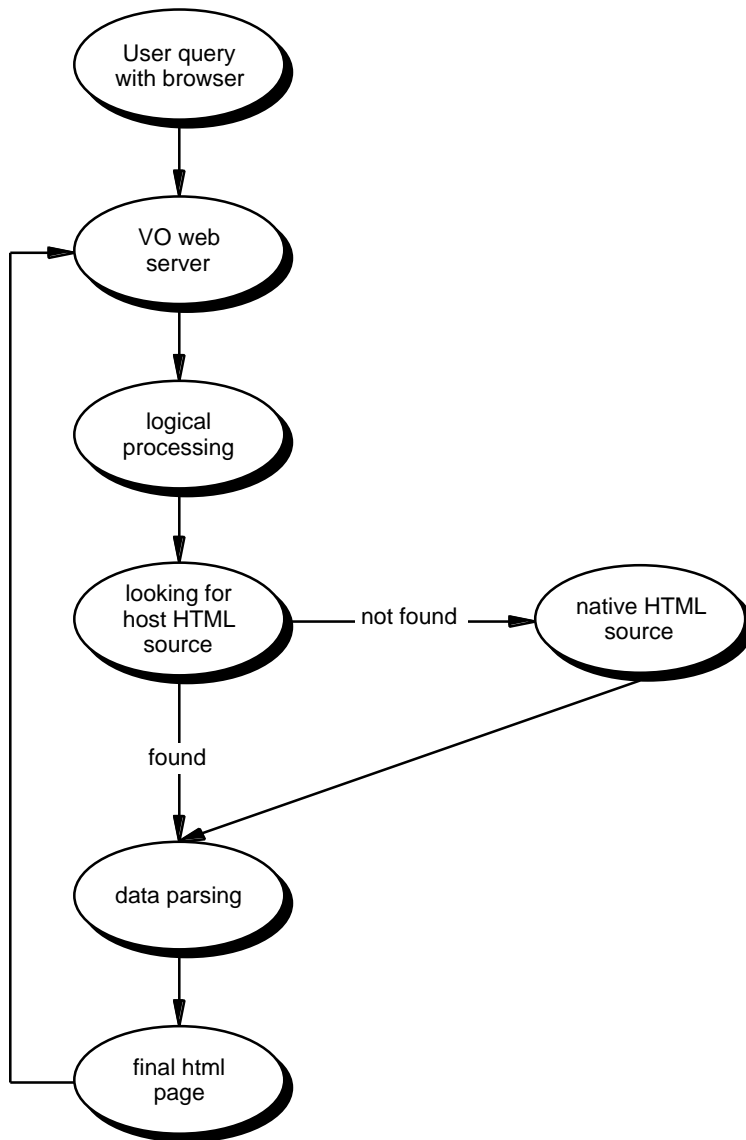 User query
with browser
VO web
server
logical
processing
looking for
host HTML
source
not found
native HTML
source
found
data parsing
final html
page